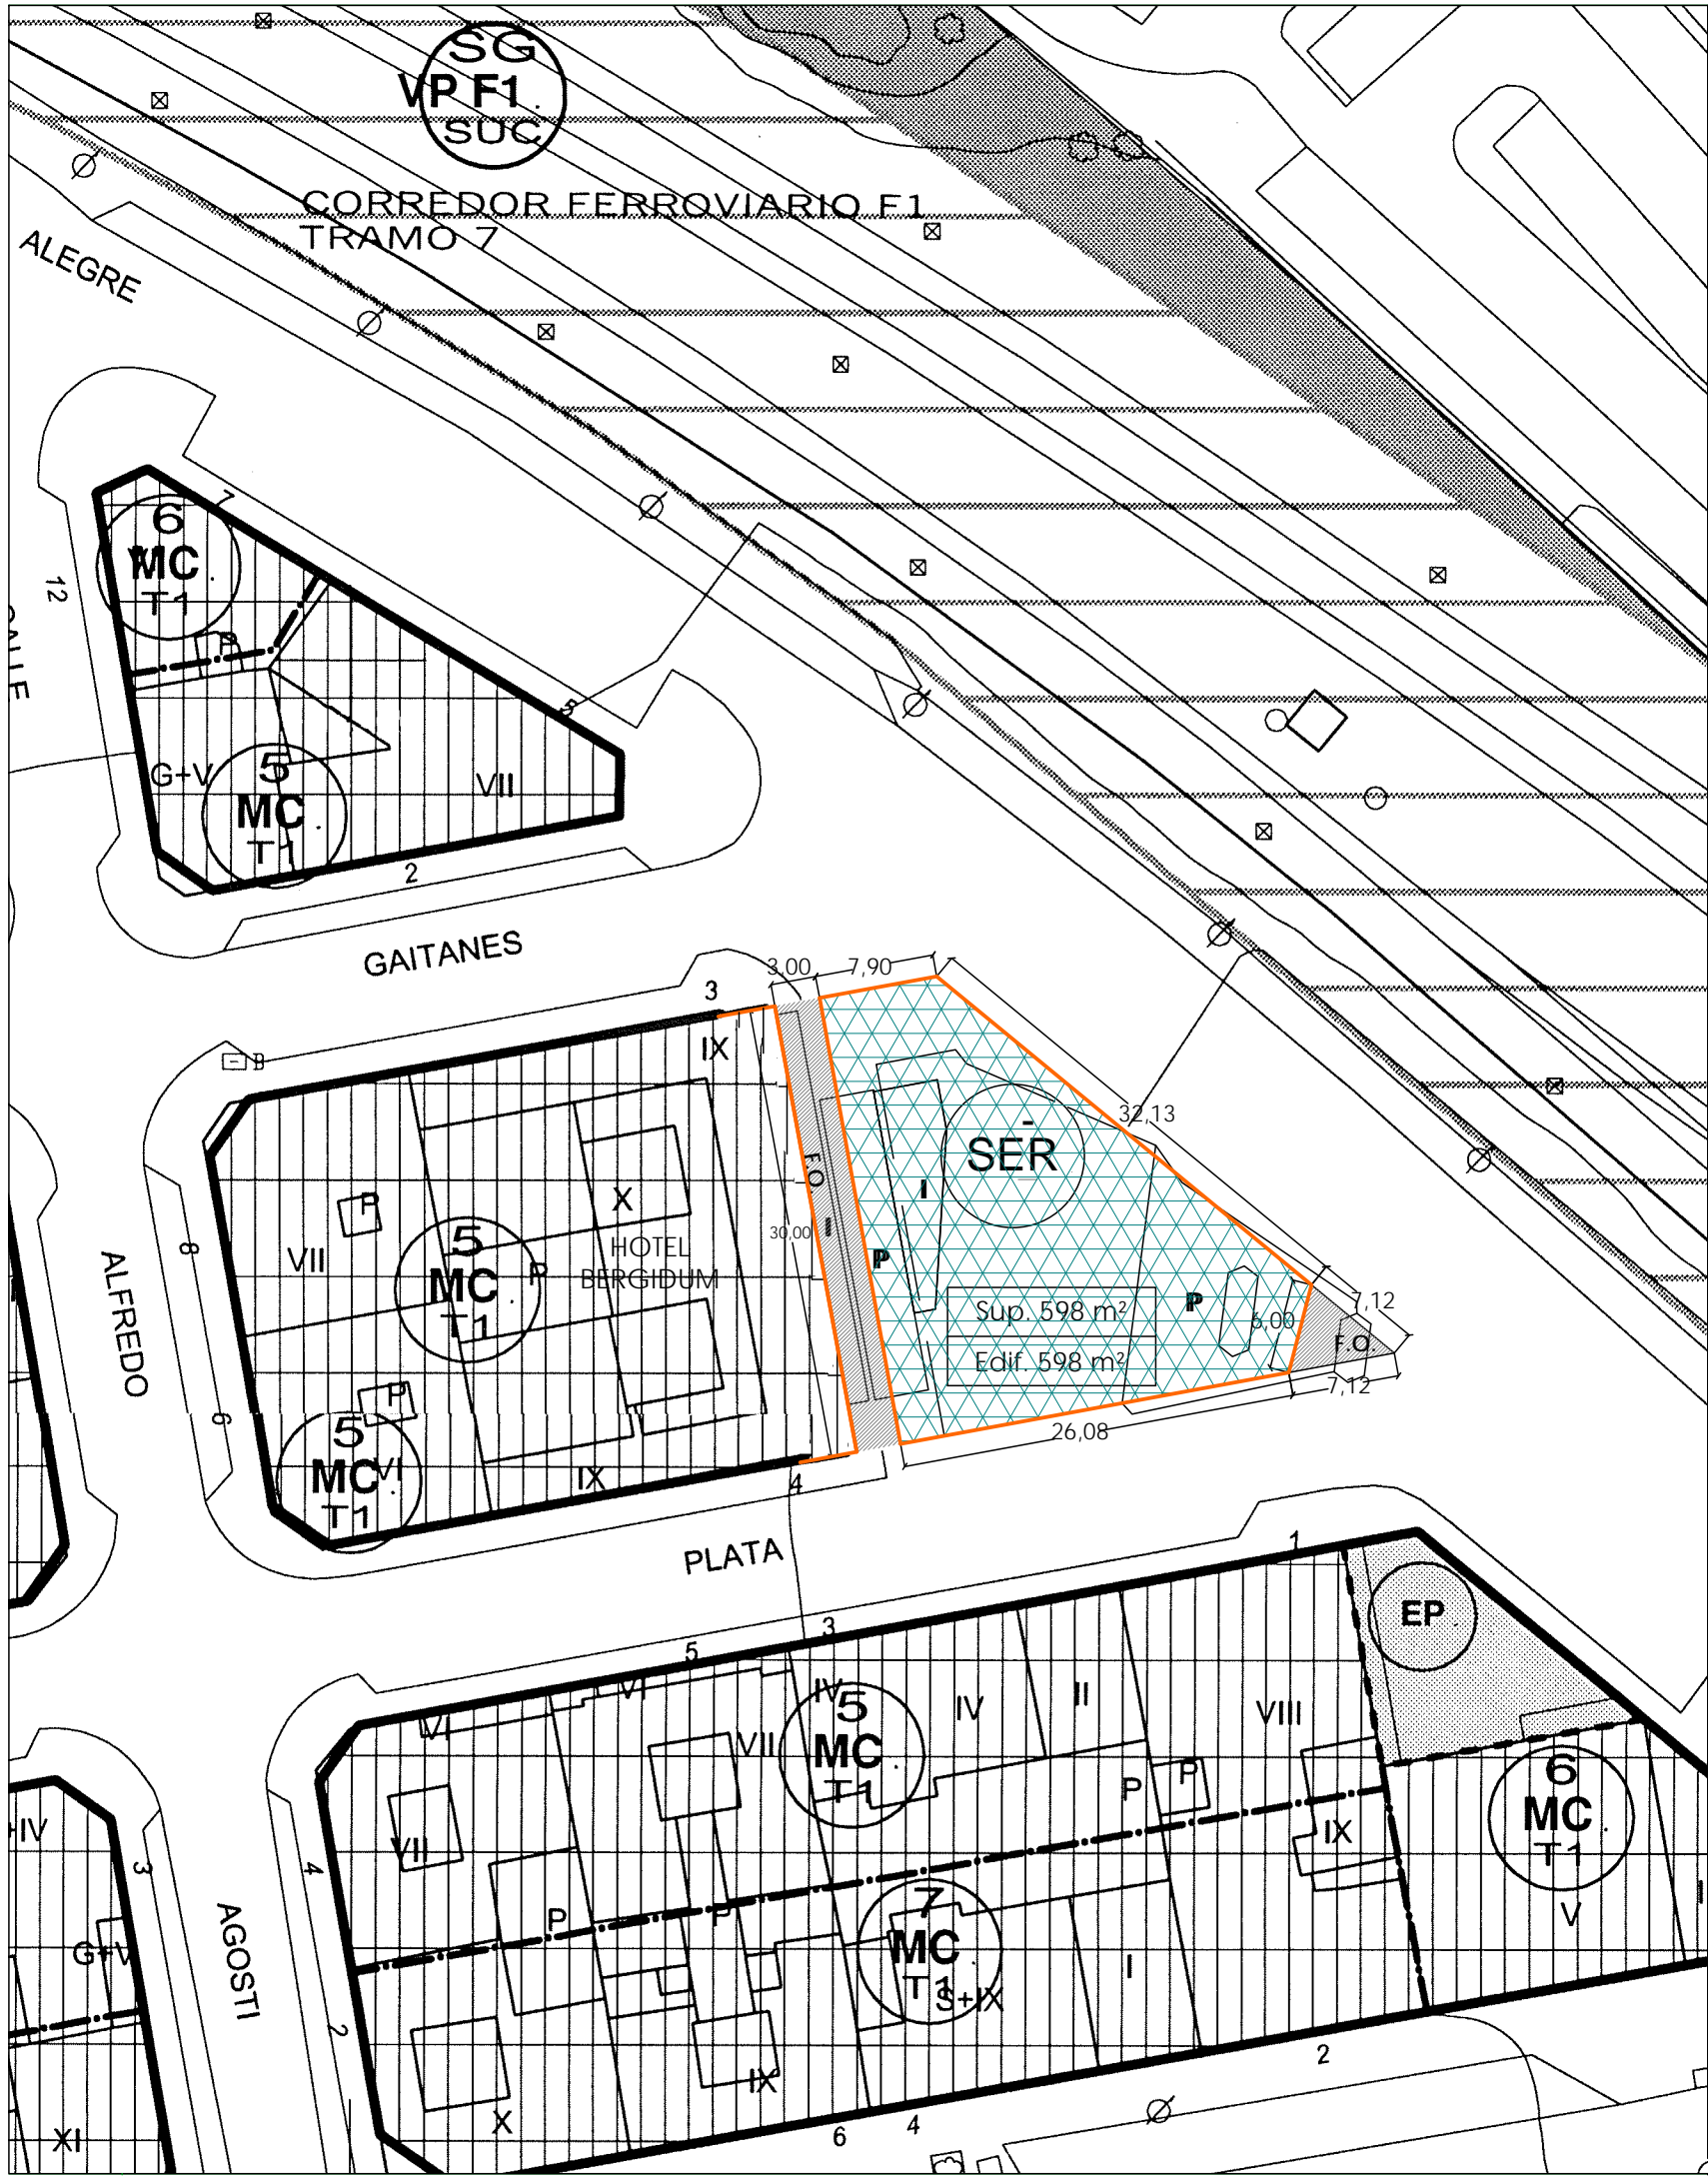 SG
VP F1.
SUC
CORREDOR FERROVIARIO F1
TRAMO 7
ALEGRE
6
MC
T1
7
12
P
5
G+V
5
MC
T1
VII
2
GAITANES
3
3,00
7,90
B
IX
32,13
SER
F.O.
I
I
P
X
8
VII
P
5
MC
T1
P
HOTEL
BERGIDUM
30,00
P
Sup. 598 m²
Edif. 598 m²
6,00
7,12
F.O.
7,12
26,08
ALFREDO
6
P
5
MC
T1
VI
IX
4
PLATA
1
EP
3
5
VI
VI
IV
5
MC
T1
IV
II
VIII
VII
VII
P
P
IX
6
MC
T1
V
+IV
3
4
P
P
7
MC
T1
S+IX
I
G+V
AGOSTI
2
IX
X
2
XI
6
4